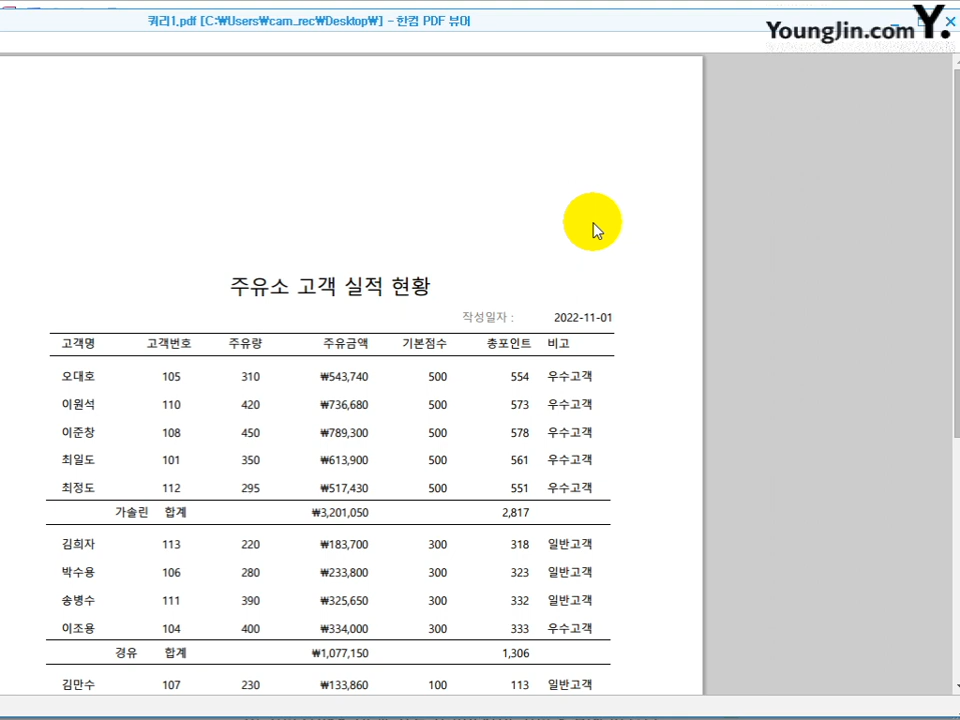 쿼리1.pdf [C:₩Users₩cam_rec₩Desktop₩] - 한컴 PDF 뷰어
YoungJin.com Y.
주유소 고객 실적 현황
작성일자 : 2022-11-01
고객명 고객번호 주유량 주유금액 기본점수 총포인트 비고
오대호 105 310 ₩543,740 500 554 우수고객
이원석 110 420 ₩736,680 500 573 우수고객
이준창 108 450 ₩789,300 500 578 우수고객
최일도 101 350 ₩613,900 500 561 우수고객
최정도 112 295 ₩517,430 500 551 우수고객
가솔린 합계 ₩3,201,050 2,817
김희자 113 220 ₩183,700 300 318 일반고객
박수용 106 280 ₩233,800 300 323 일반고객
송병수 111 390 ₩325,650 300 332 일반고객
이조용 104 400 ₩334,000 300 333 우수고객
경유 합계 ₩1,077,150 1,306
김만수 107 230 ₩133,860 100 113 일반고객